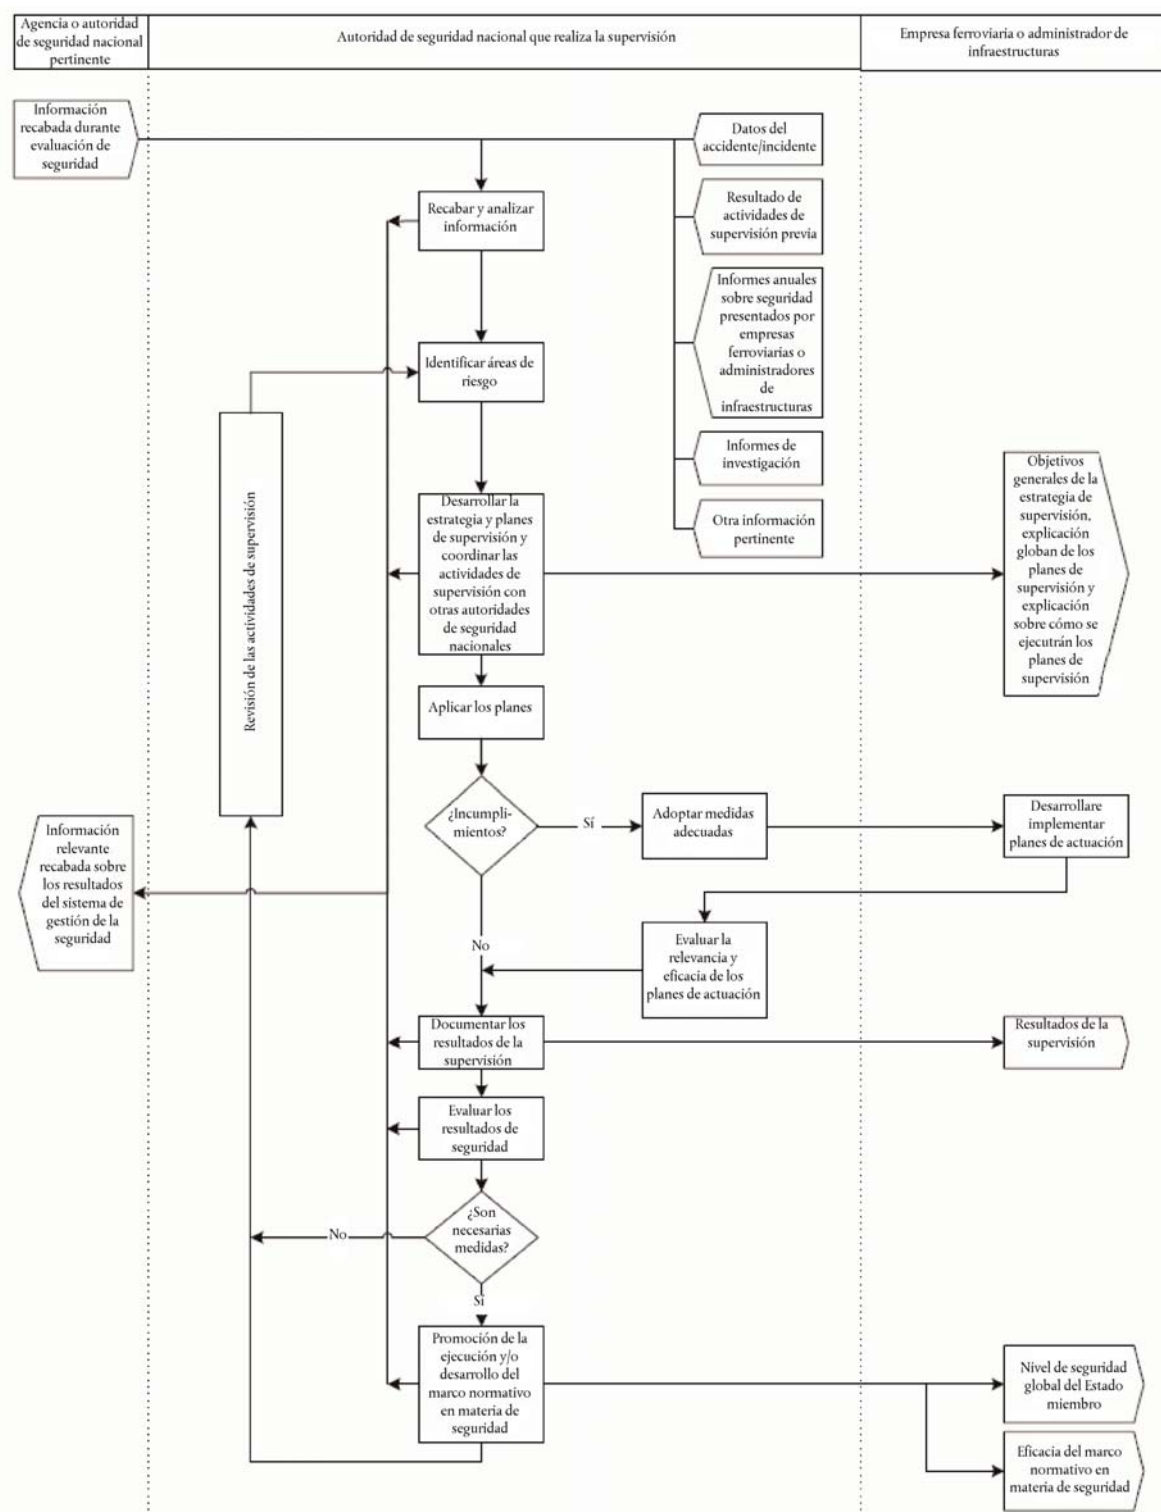 Agencia o autoridad
de seguridad nacional
pertinente
Autoridad de seguridad nacional que realiza la supervisión
Empresa ferroviaria o administrador de
infraestructuras
Información
recabada durante
evaluación de
seguridad
Datos del
accidente/incidente
Recabar y analizar
información
Resultado de
actividades de
supervisión previa
Informes anuales
sobre seguridad
presentados por
empresas
ferroviarias o
administradores
de
infraestructuras
Identificar áreas de
riesgo
Informes de
investigación
Otra información
pertinente
Revisión de las actividades de supervisión
Desarrollar la
estrategia y planes
de supervisión y
coordinar las
actividades de
supervisión con
otras autoridades
de seguridad
nacionales
Objetivos
generales de la
estrategia de
supervisión,
explicación
globan de los
planes de
supervisión y
explicación
sobre cómo se
ejecutrán los
planes de
supervisión
Aplicar los planes
¿Incumpli-
mientos?
Sí
Adoptar medidas
adecuadas
Desarrollare
implementar
planes de actuación
Información
relevante
recabada sobre
los resultados
del sistema de
gestión de la
seguridad
No
Evaluar la
relevancia y
eficacia de los
planes de actuación
Documentar los
resultados de la
supervisión
Resultados de la
supervisión
Evaluar los
resultados de
seguridad
¿Son
necesarias
medidas?
No
Sí
Promoción de la
ejecución y/o
desarrollo del
marco normativo
en materia de
seguridad
Nivel de seguridad
global del Estado
miembro
Eficacia del marco
normativo en
materia de seguridad